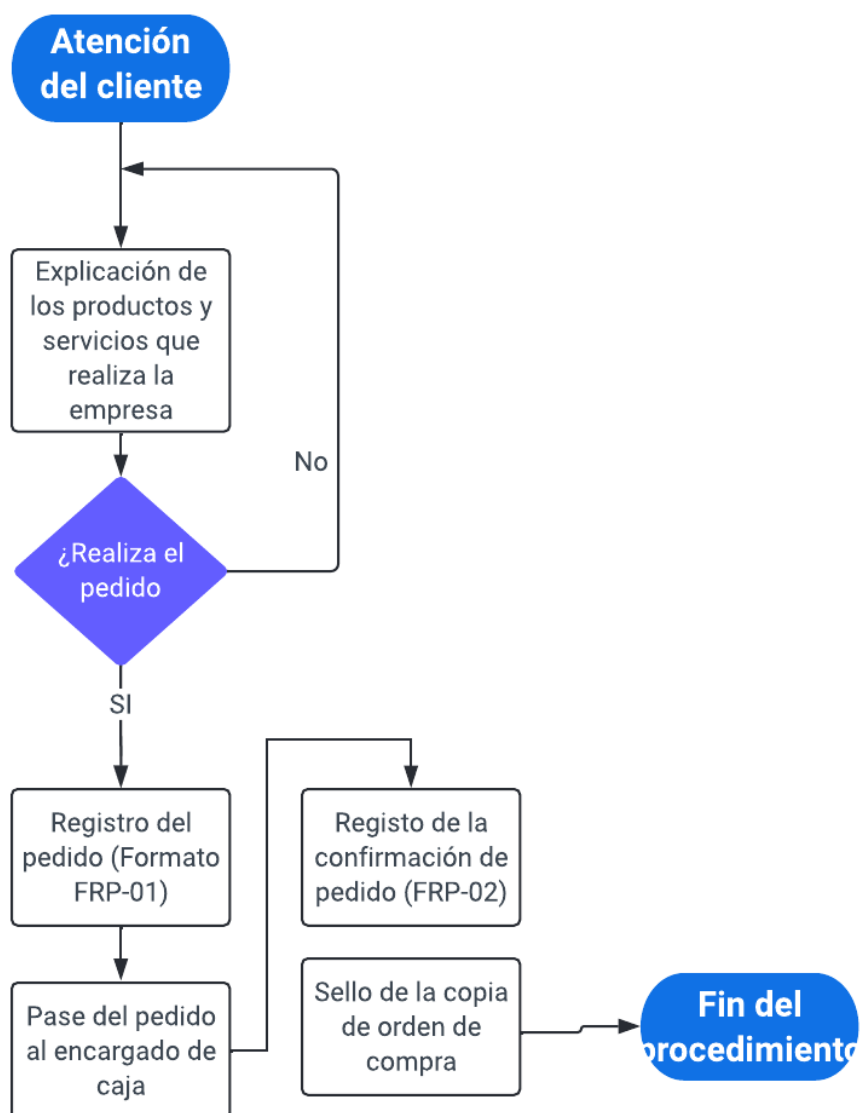 Atención
del cliente
Explicación de
los productos y
servicios que
realiza la
empresa
No
¿Realiza el
pedido
SI
Registro del
pedido (Formato
FRP-01)
Pase del pedido
al encargado de
caja
Registo de la
confirmación de
pedido (FRP-02)
Sello de la copia
de orden de
compra
Fin del
procedimiento